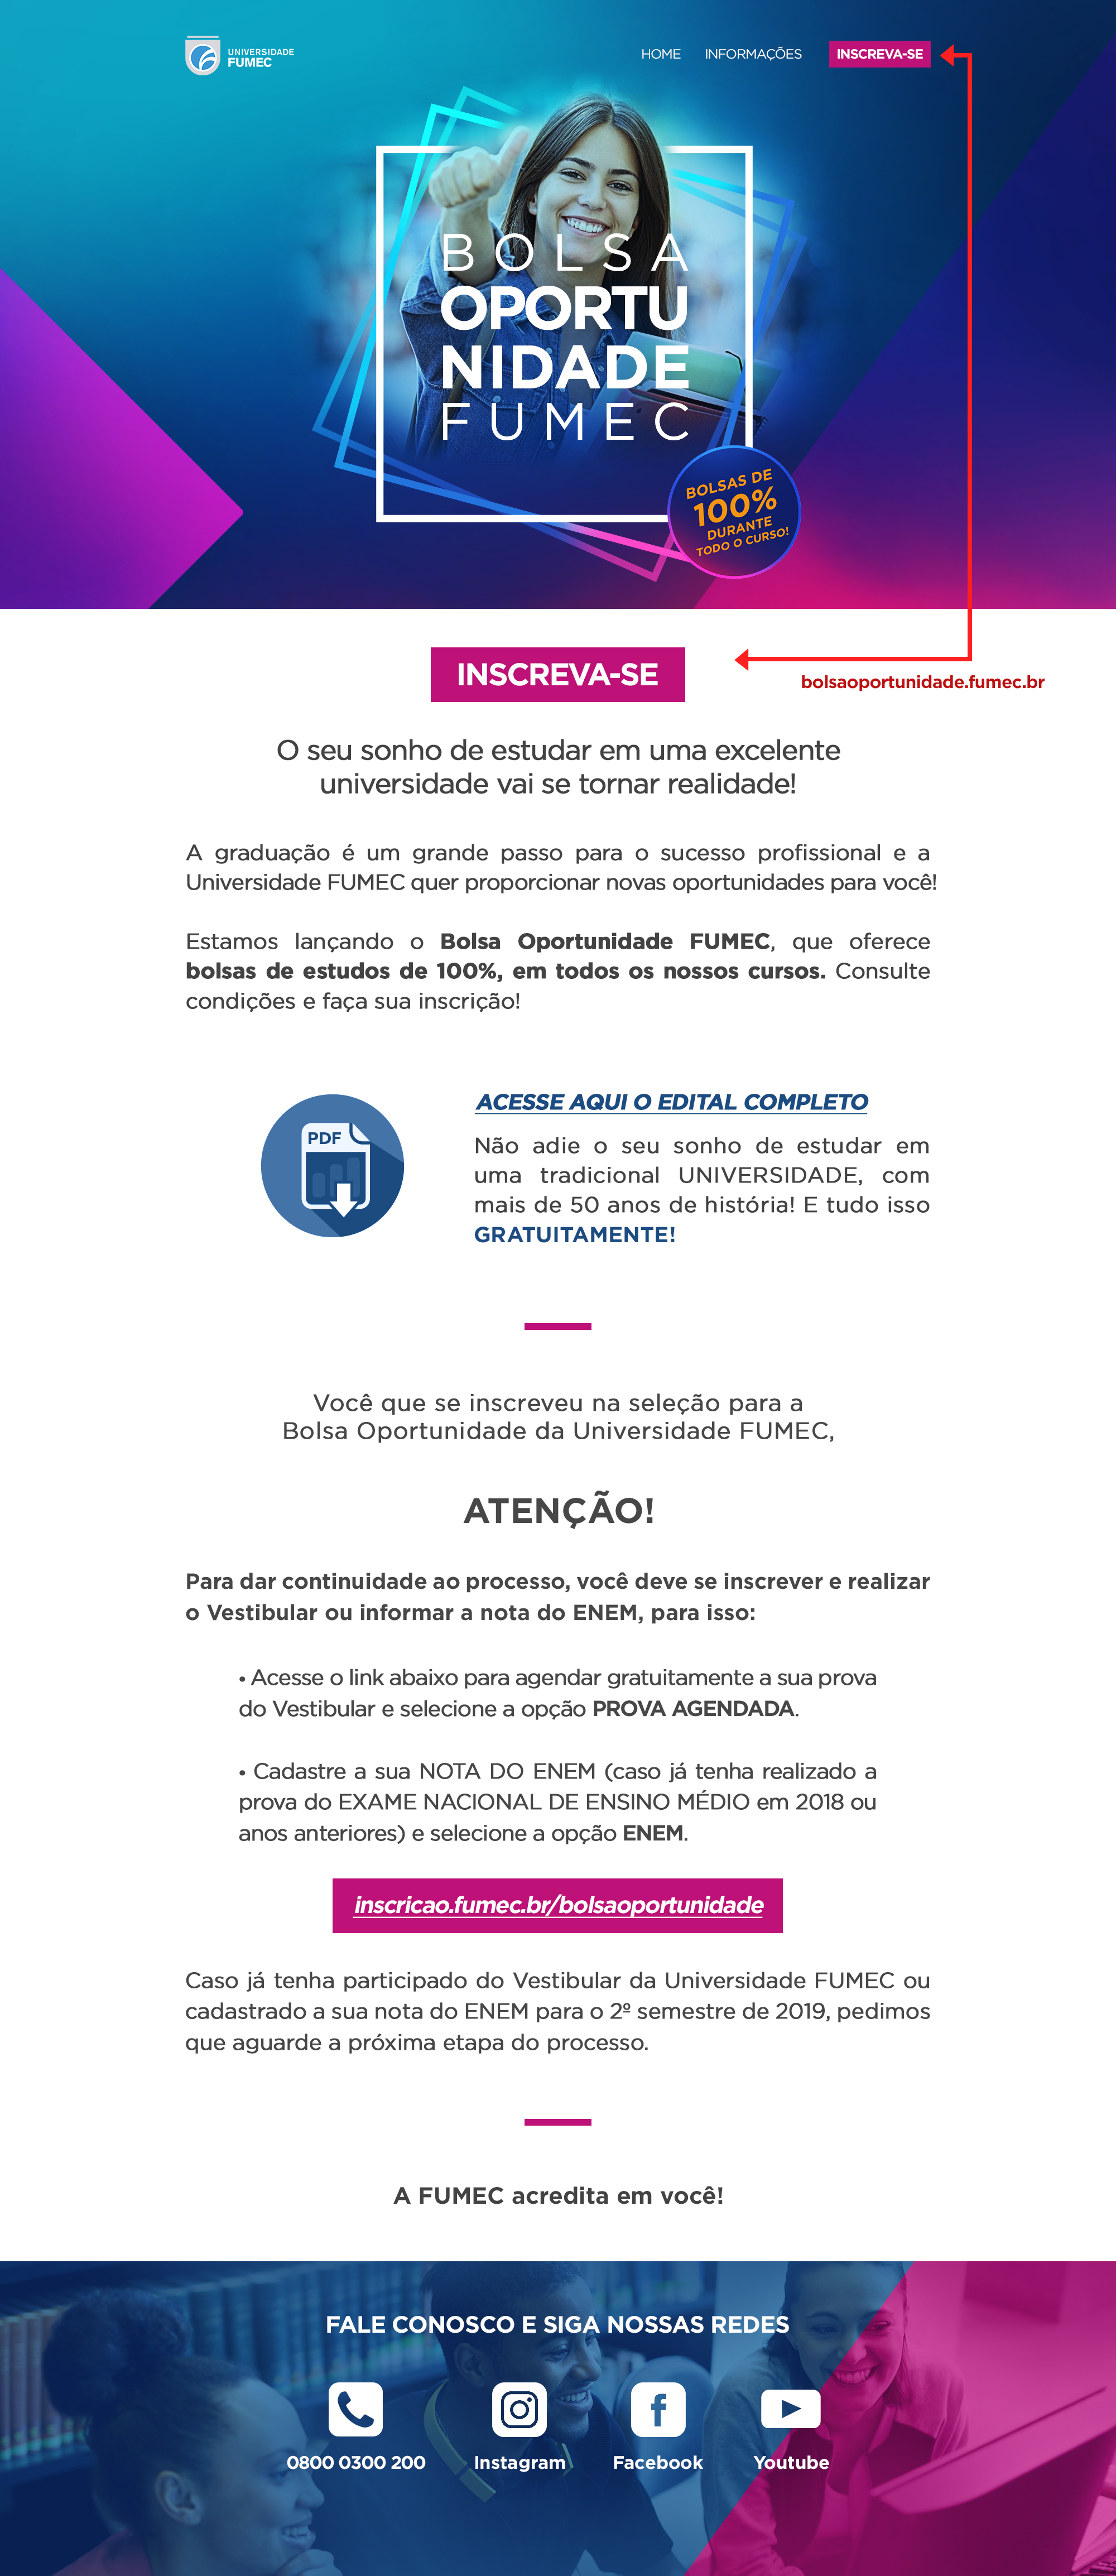 UNIVERSIDADE
FUMEC
HOME INFORMAÇÕES INSCREVA-SE
BOLSA
OPORTU
NIDADE
FUMEC
BOLSAS DE
100%
DURANTE
TODO O CURSO!
INSCREVA-SE
bolsaoportunidade.fumec.br
O seu sonho de estudar em uma excelente
universidade vai se tornar realidade!
A graduação é um grande passo para o sucesso profissional e a
Universidade FUMEC quer proporcionar novas oportunidades para você!
Estamos lançando o Bolsa Oportunidade FUMEC, que oferece
bolsas de estudos de 100%, em todos os nossos cursos. Consulte
condições e faça sua inscrição!
PDF
ACESSE AQUI O EDITAL COMPLETO
Não adie o seu sonho de estudar em
uma tradicional UNIVERSIDADE, com
mais de 50 anos de história! E tudo isso
GRATUITAMENTE!
Você que se inscreveu na seleção para a
Bolsa Oportunidade da Universidade FUMEC,
ATENÇÃO!
Para dar continuidade ao processo, você deve se inscrever e realizar
o Vestibular ou informar a nota do ENEM, para isso:
• Acesse o link abaixo para agendar gratuitamente a sua prova
do Vestibular e selecione a opção PROVA AGENDADA.
• Cadastre a sua NOTA DO ENEM (caso já tenha realizado a
prova do EXAME NACIONAL DE ENSINO MÉDIO em 2018 ou
anos anteriores) e selecione a opção ENEM.
inscricao.fumec.br/bolsaoportunidade
Caso já tenha participado do Vestibular da Universidade FUMEC ou
cadastrado a sua nota do ENEM para o 2º semestre de 2019, pedimos
que aguarde a próxima etapa do processo.
A FUMEC acredita em você!
FALE CONOSCO E SIGA NOSSAS REDES
0800 0300 200 Instagram Facebook Youtube